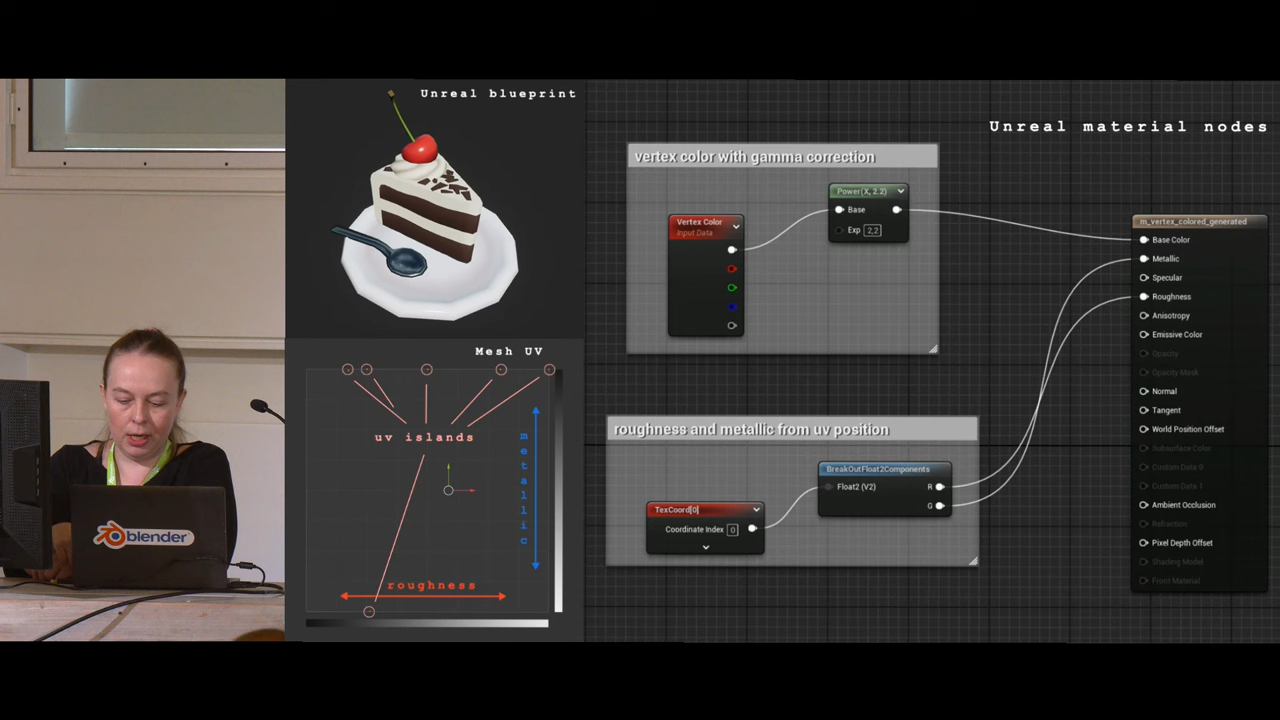 Unreal blueprint
Unreal material nodes
vertex color with gamma correction
Power(X, 2.2)
Base
Exp 2,2
Vertex Color
Input Data
m_vertex_colored_generated
Base Color
Metallic
Specular
Roughness
Anisotropy
Emissive Color
Opacity
Opacity Mask
Normal
Tangent
World Position Offset
Subsurface Color
Custom Data 0
Custom Data 1
Ambient Occlusion
Refraction
Pixel Depth Offset
Shading Model
Front Material
Mesh UV
uv islands
metallic
roughness
roughness and metallic from uv position
BreakOutFloat2Components
Float2 (V2)
R
G
TexCoord[0]
Coordinate Index 0
blender